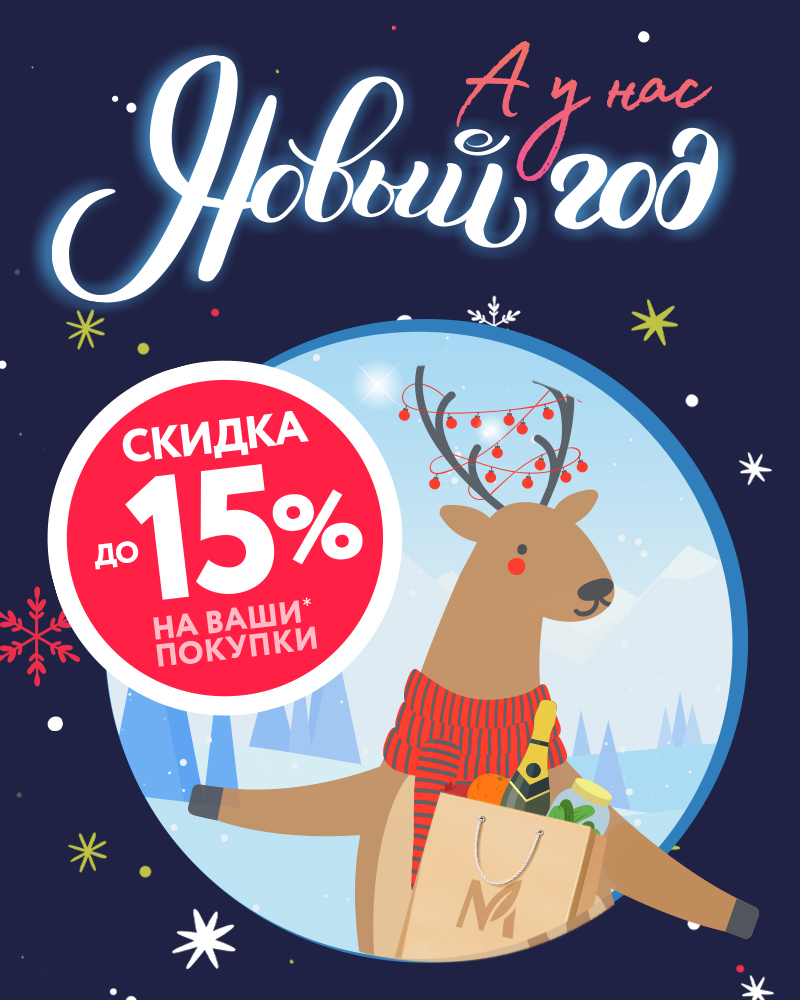 А у нас
Новый год
СКИДКА
ДО 15%
НА ВАШИ*
ПОКУПКИ
М